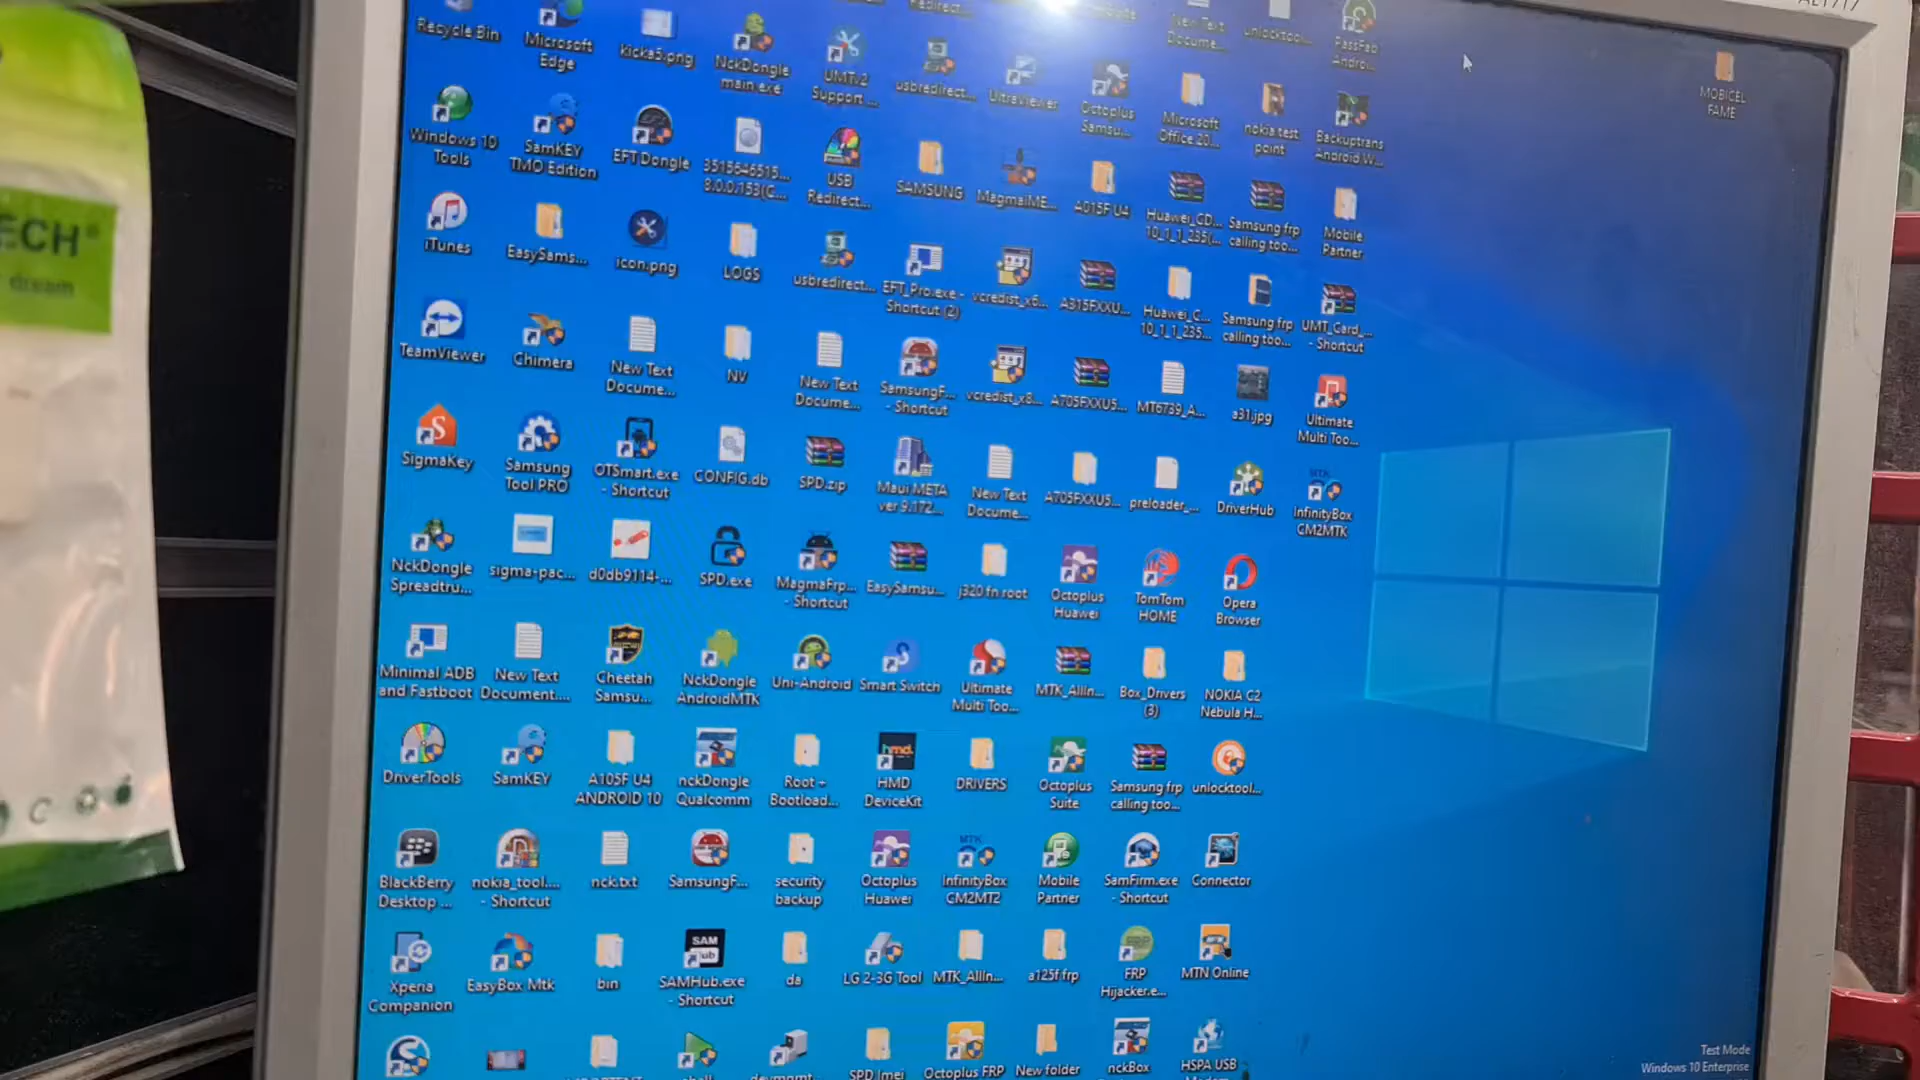 ECH®
dream
Recycle Bin
Microsoft
Edge
kicka5.png
NckDongle
main.exe
UMTv2
Support ...
usbredirect...
UltraViewer
Octoplus
Samsu...
Microsoft
Office 20...
nokia test
point
Backuptrans
Android W...
New Text
Docume...
unlocktool...
PassFab
Androi...
MOBICEL
FAME
Windows 10
Tools
SamKEY
TMO Edition
EFT Dongle
3515646515...
8.0.0.153(C...
USB
Redirect...
SAMSUNG
MagmaIME...
A015F U4
Huawei_CD...
10_1_1_235(...
Samsung frp
calling too...
Mobile
Partner
iTunes
EasySams...
icon.png
LOGS
usbredirect...
EFT_Pro.exe -
Shortcut (2)
vcredist_x6...
A315FXXU...
Huawei_C...
10_1_1_235...
Samsung frp
calling too...
UMT_Card_...
- Shortcut
TeamViewer
Chimera
New Text
Docume...
NV
New Text
Docume...
SamsungF...
- Shortcut
vcredist_x8...
A705FXXU5...
MT6739_A...
a31.jpg
Ultimate
Multi Too...
SigmaKey
Samsung
Tool PRO
OTSmart.exe
- Shortcut
CONFIG.db
SPD.zip
Maui META
ver 9.172...
New Text
Docume...
A705FXXU5...
preloader_...
DriverHub
MTK
InfinityBox
CM2MTK
NckDongle
Spreadtru...
sigma-pac...
d0db9114-...
SPD.exe
MagmaFrp...
- Shortcut
EasySamsu...
j320 fn root
Octoplus
Huawei
TomTom
HOME
Opera
Browser
Minimal ADB
and Fastboot
New Text
Document....
Cheetah
Samsu...
NckDongle
AndroidMTK
Uni-Android
Smart Switch
Ultimate
Multi Too...
MTK_AllIn...
Box_Drivers
(3)
NOKIA C2
Nebula H...
DriverTools
SamKEY
A105F U4
ANDROID 10
nckDongle
Qualcomm
Root +
Bootload...
hmd.
HMD
DeviceKit
DRIVERS
Octoplus
Suite
Samsung frp
calling too...
unlocktool...
BlackBerry
Desktop ...
nokia_tool....
- Shortcut
nck.txt
SamsungF...
security
backup
Octoplus
Huawei
MTK
InfinityBox
CM2MT2
Mobile
Partner
SamFirm.exe
- Shortcut
Connector
Xperia
Companion
EasyBox Mtk
bin
SAM
SAMHub.exe
- Shortcut
da
LG 2-3G Tool
MTK_AllIn...
a125f frp
FRP
Hijacker.e...
MTN Online
SPD Imei
Octoplus FRP
New folder
nckBox
HSPA USB
Test Mode
Windows 10 Enterprise